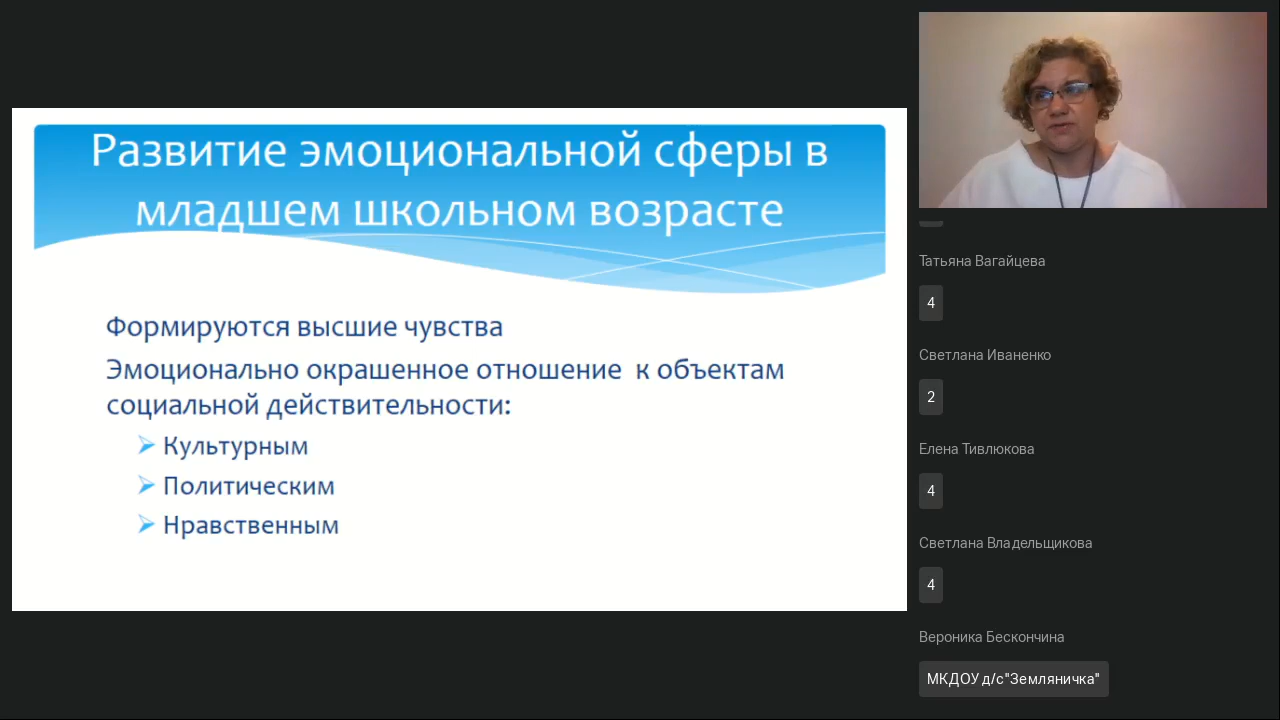 Развитие эмоциональной сферы в
младшем школьном возрасте
Формируются высшие чувства
Эмоционально окрашенное отношение к объектам
социальной действительности:
Культурным
Политическим
Нравственным
Татьяна Вагайцева
4
Светлана Иваненко
2
Елена Тивлюкова
4
Светлана Владельщикова
4
Вероника Бескончина
МКДОУ д/с"Земляничка"